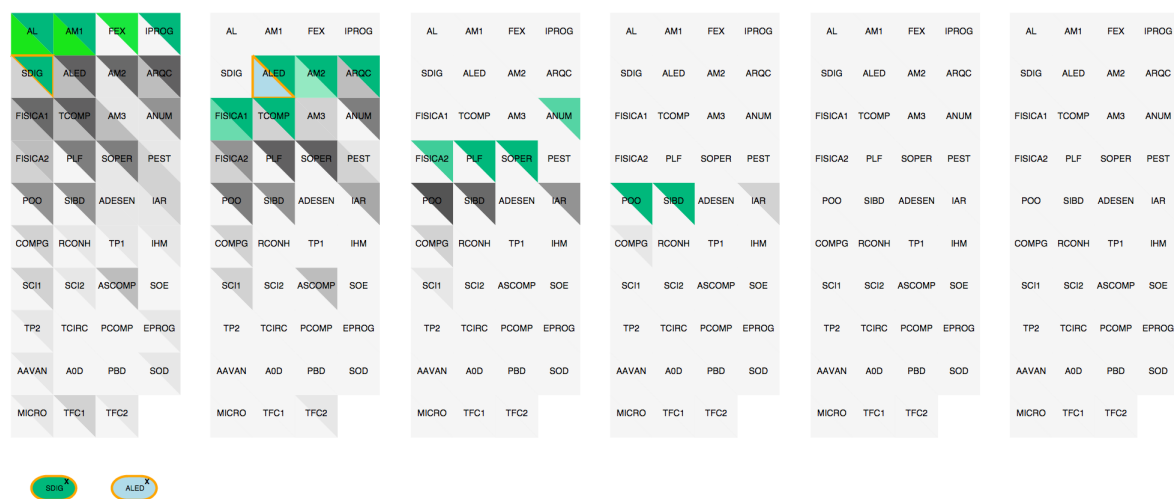 AL AM1 FEX IPROG AL AM1 FEX IPROG AL AM1 FEX IPROG AL AM1 FEX IPROG AL AM1 FEX IPROG AL AM1 FEX IPROG
SDIG ALED AM2 ARQC SDIG ALED AM2 ARQC SDIG ALED AM2 ARQC SDIG ALED AM2 ARQC SDIG ALED AM2 ARQC SDIG ALED AM2 ARQC
FISICA1 TCOMP AM3 ANUM FISICA1 TCOMP AM3 ANUM FISICA1 TCOMP AM3 ANUM FISICA1 TCOMP AM3 ANUM FISICA1 TCOMP AM3 ANUM FISICA1 TCOMP AM3 ANUM
FISICA2 PLF SOPER PEST FISICA2 PLF SOPER PEST FISICA2 PLF SOPER PEST FISICA2 PLF SOPER PEST FISICA2 PLF SOPER PEST FISICA2 PLF SOPER PEST
POO SIBD ADESEN IAR POO SIBD ADESEN IAR POO SIBD ADESEN IAR POO SIBD ADESEN IAR POO SIBD ADESEN IAR POO SIBD ADESEN IAR
COMPG RCONH TP1 IHM COMPG RCONH TP1 IHM COMPG RCONH TP1 IHM COMPG RCONH TP1 IHM COMPG RCONH TP1 IHM COMPG RCONH TP1 IHM
SCI1 SCI2 ASCOMP SOE SCI1 SCI2 ASCOMP SOE SCI1 SCI2 ASCOMP SOE SCI1 SCI2 ASCOMP SOE SCI1 SCI2 ASCOMP SOE SCI1 SCI2 ASCOMP SOE
TP2 TCIRC PCOMP EPROG TP2 TCIRC PCOMP EPROG TP2 TCIRC PCOMP EPROG TP2 TCIRC PCOMP EPROG TP2 TCIRC PCOMP EPROG TP2 TCIRC PCOMP EPROG
AAVAN A0D PBD SOD AAVAN A0D PBD SOD AAVAN A0D PBD SOD AAVAN A0D PBD SOD AAVAN A0D PBD SOD AAVAN A0D PBD SOD
MICRO TFC1 TFC2 MICRO TFC1 TFC2 MICRO TFC1 TFC2 MICRO TFC1 TFC2 MICRO TFC1 TFC2 MICRO TFC1 TFC2
SDIG X ALED X